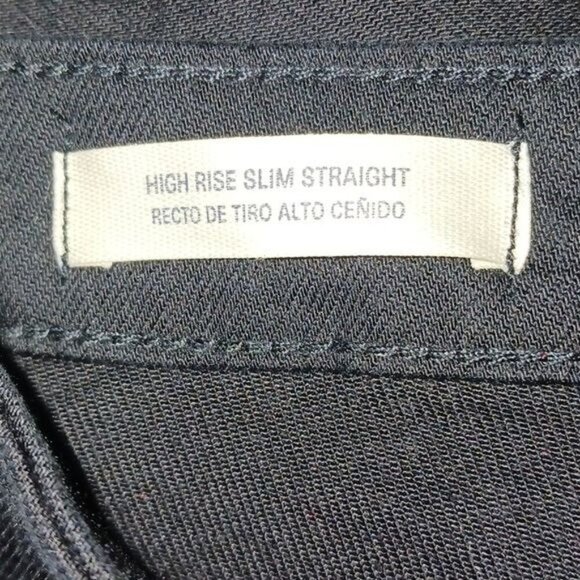 HIGH RISE SLIM STRAIGHT
RECTO DE TIRO ALTO CEÑIDO